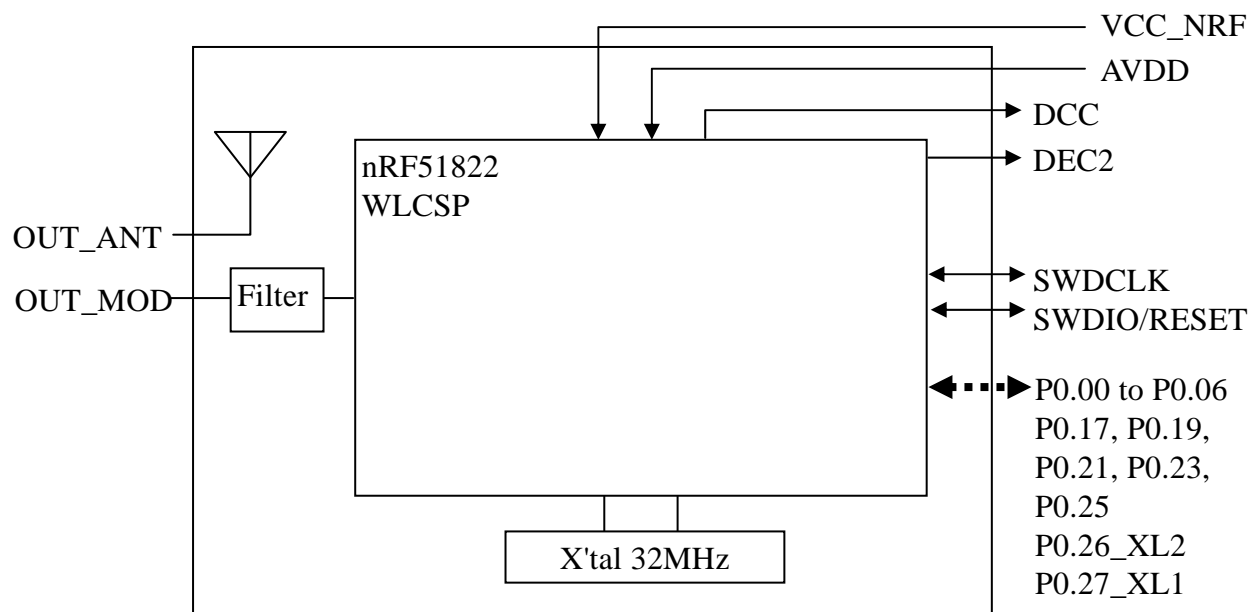 VCC_NRF
AVDD
DCC
DEC2
nRF51822
WLCSP
OUT_ANT
OUT_MOD
Filter
SWDCLK
SWDIO/RESET
P0.00 to P0.06
P0.17, P0.19,
P0.21, P0.23,
P0.25
P0.26_XL2
P0.27_XL1
X'tal 32MHz